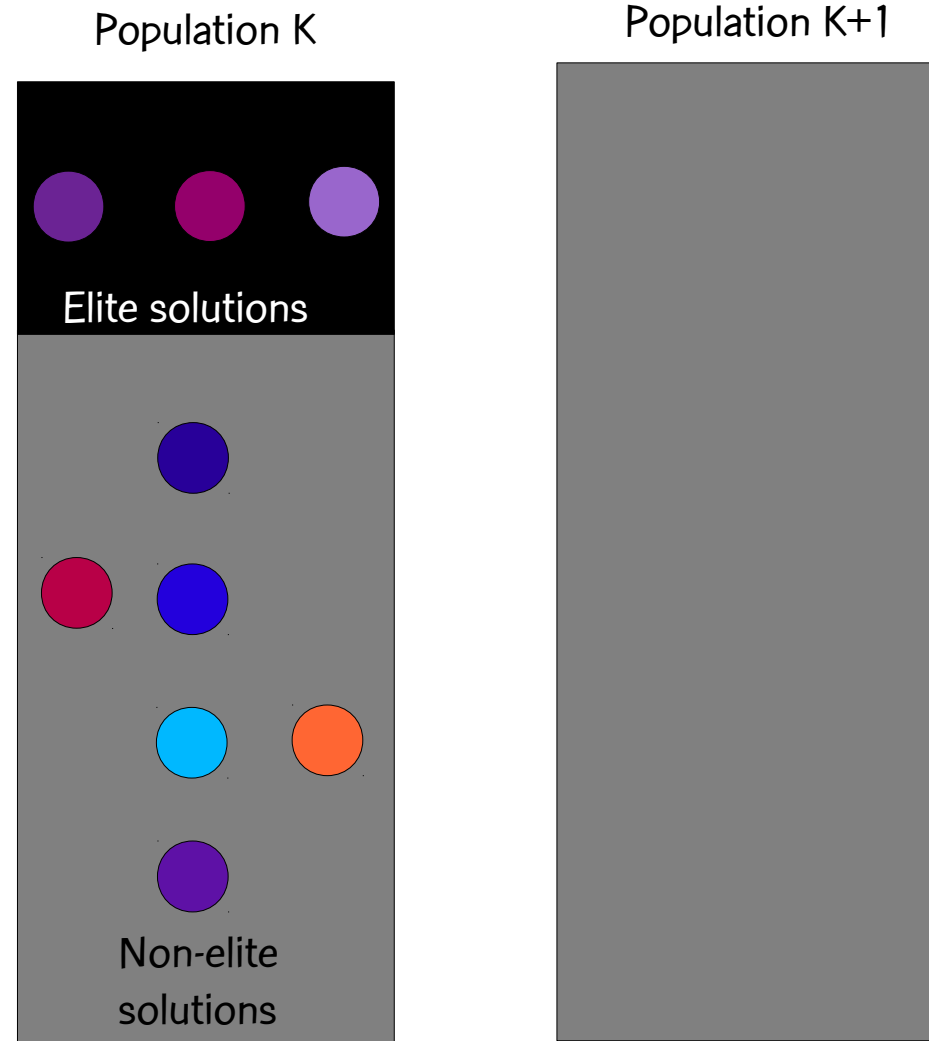 Population K
Population K+1
Elite solutions
Non-elite
solutions